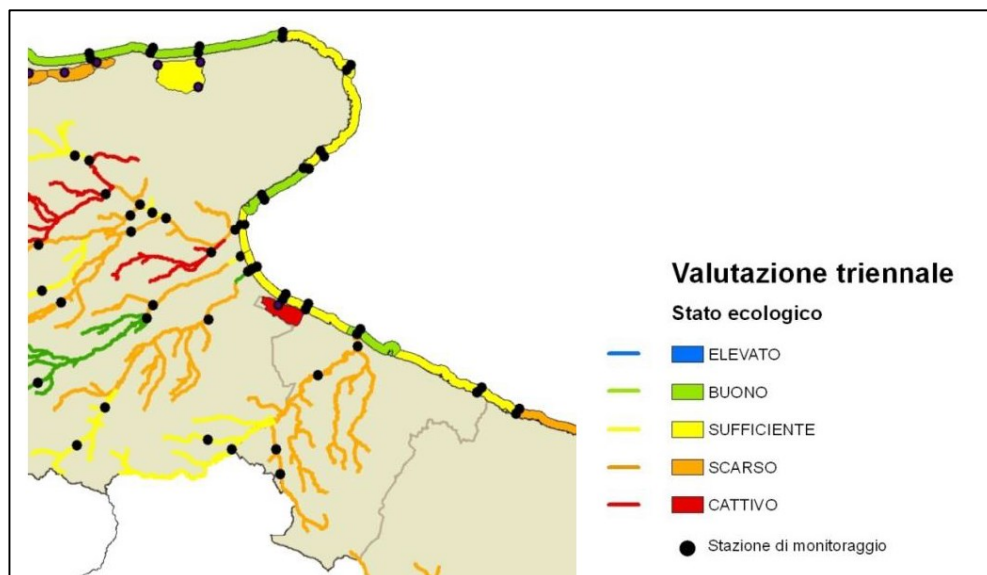 Valutazione triennale
Stato ecologico
ELEVATO
BUONO
SUFFICIENTE
SCARSO
CATTIVO
Stazione di monitoraggio